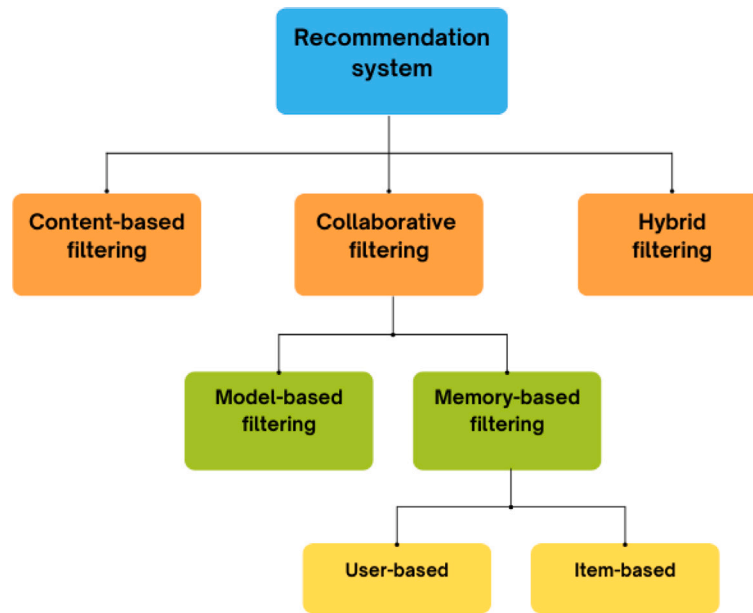 Recommendation
system
Content-based
filtering
Collaborative
filtering
Hybrid
filtering
Model-based
filtering
Memory-based
filtering
User-based
Item-based